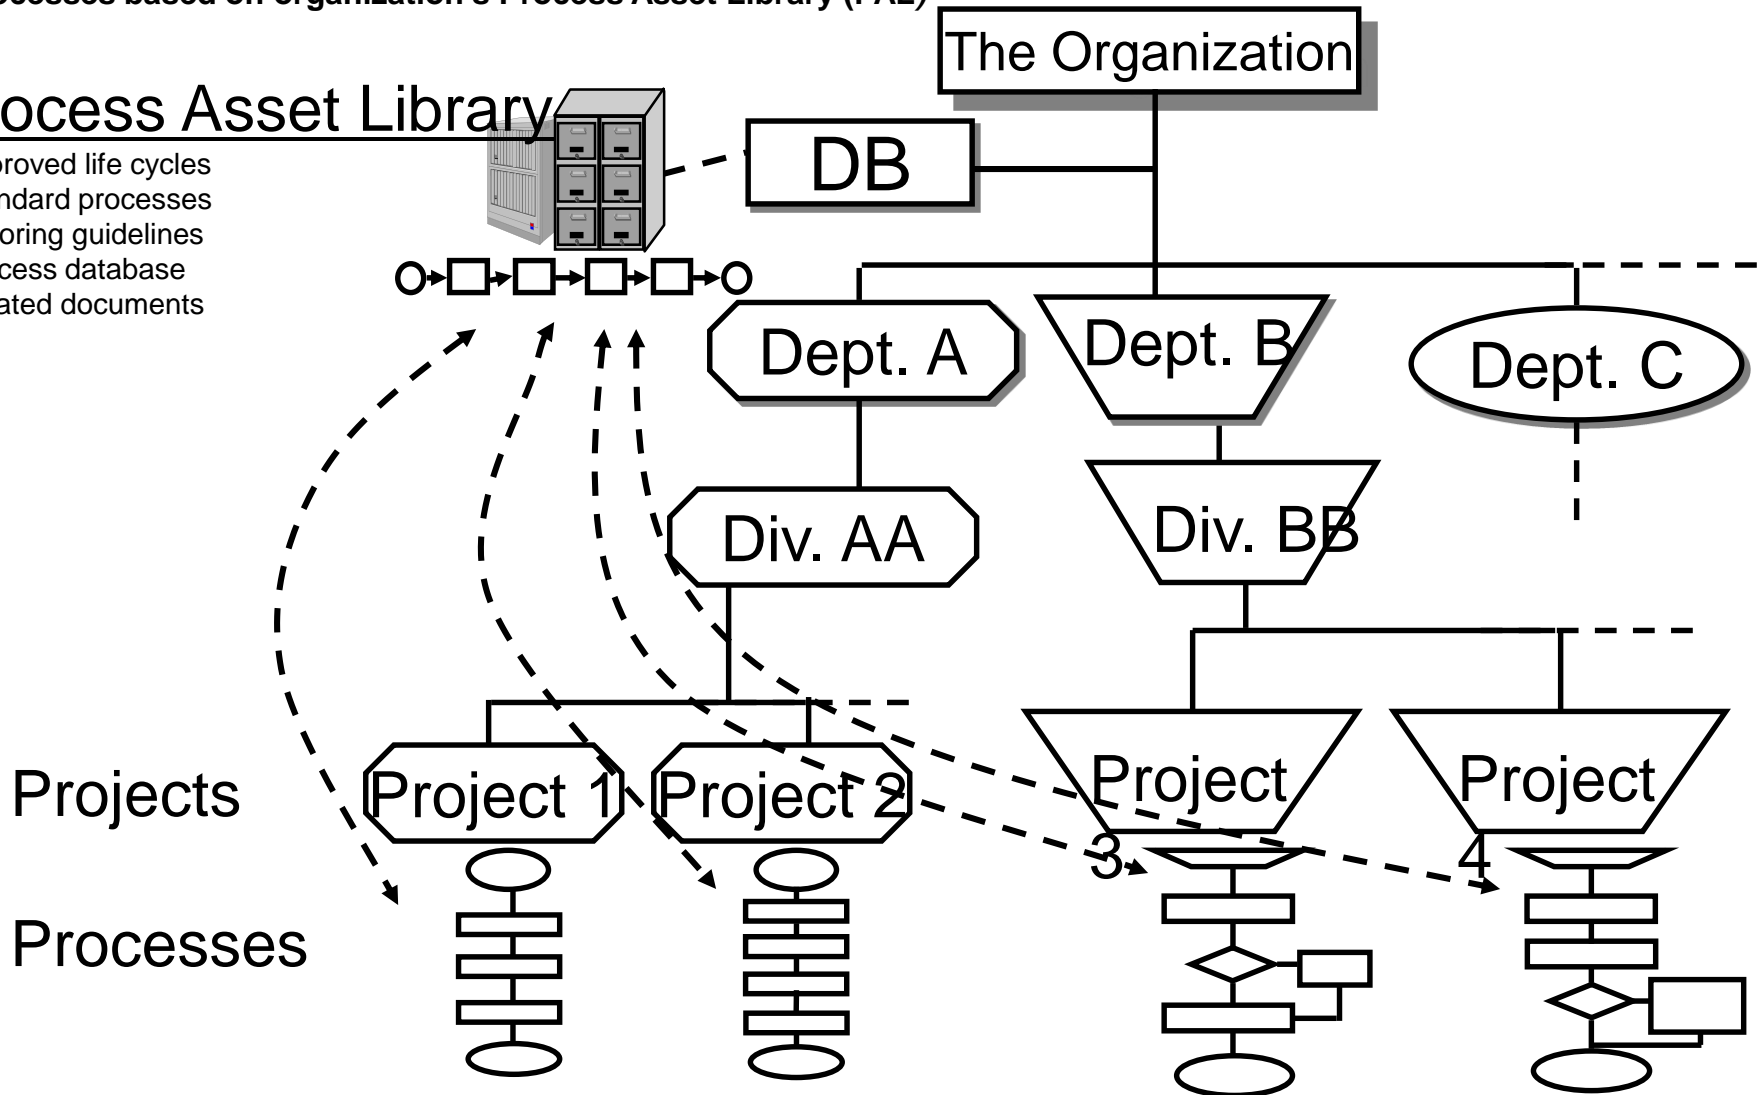 ocesses based on organization's Process Asset Library (PAL)
The Organization
ocess Asset Library
DB
proved life cycles
ndard processes
oring guidelines
cess database
ated documents
Dept. A
Dept. B
Dept. C
Div. AA
Div. BB
Projects
Project 1
Project 2
Project
3
Project
4
Processes